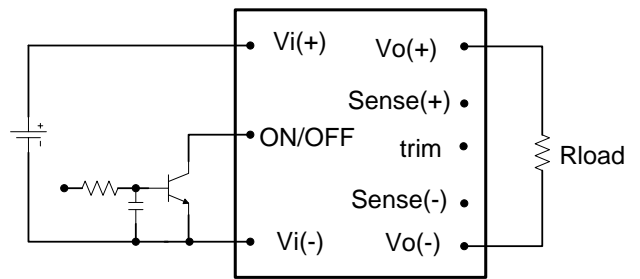 Vi(+)
Vo(+)
Sense(+)
ON/OFF
trim
Rload
Sense(-)
Vi(-)
Vo(-)
+
-